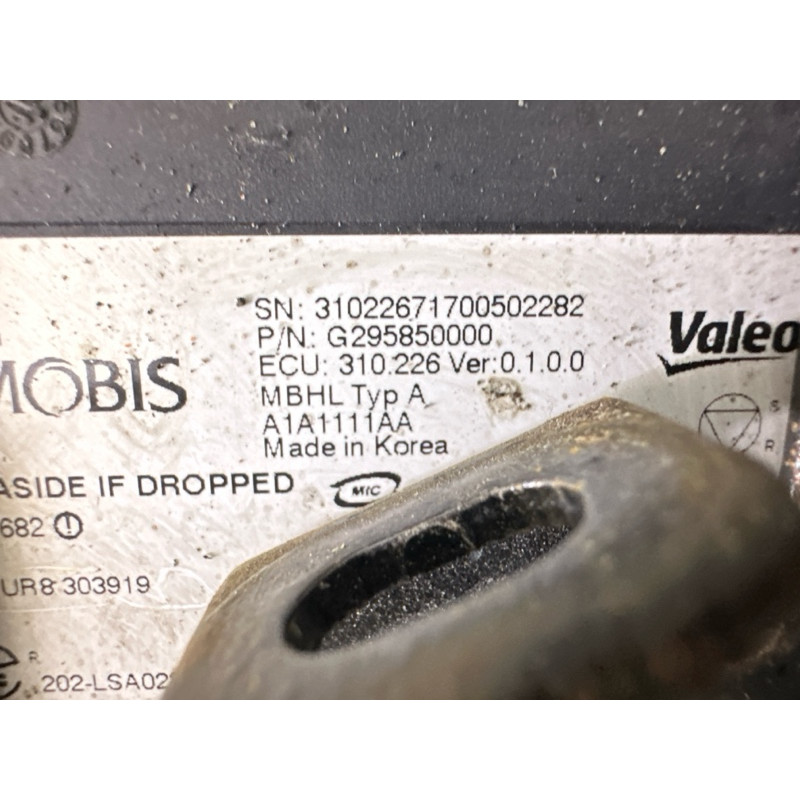 MOBIS
SN: 31022671700502282
P/N: G295850000
ECU: 310.226 Ver:0.1.0.0
MBHL Typ A
A1A1111AA
Made in Korea
Valeo
S
R
ASIDE IF DROPPED
MIC
682
UR8 303919
R
202-LSA02